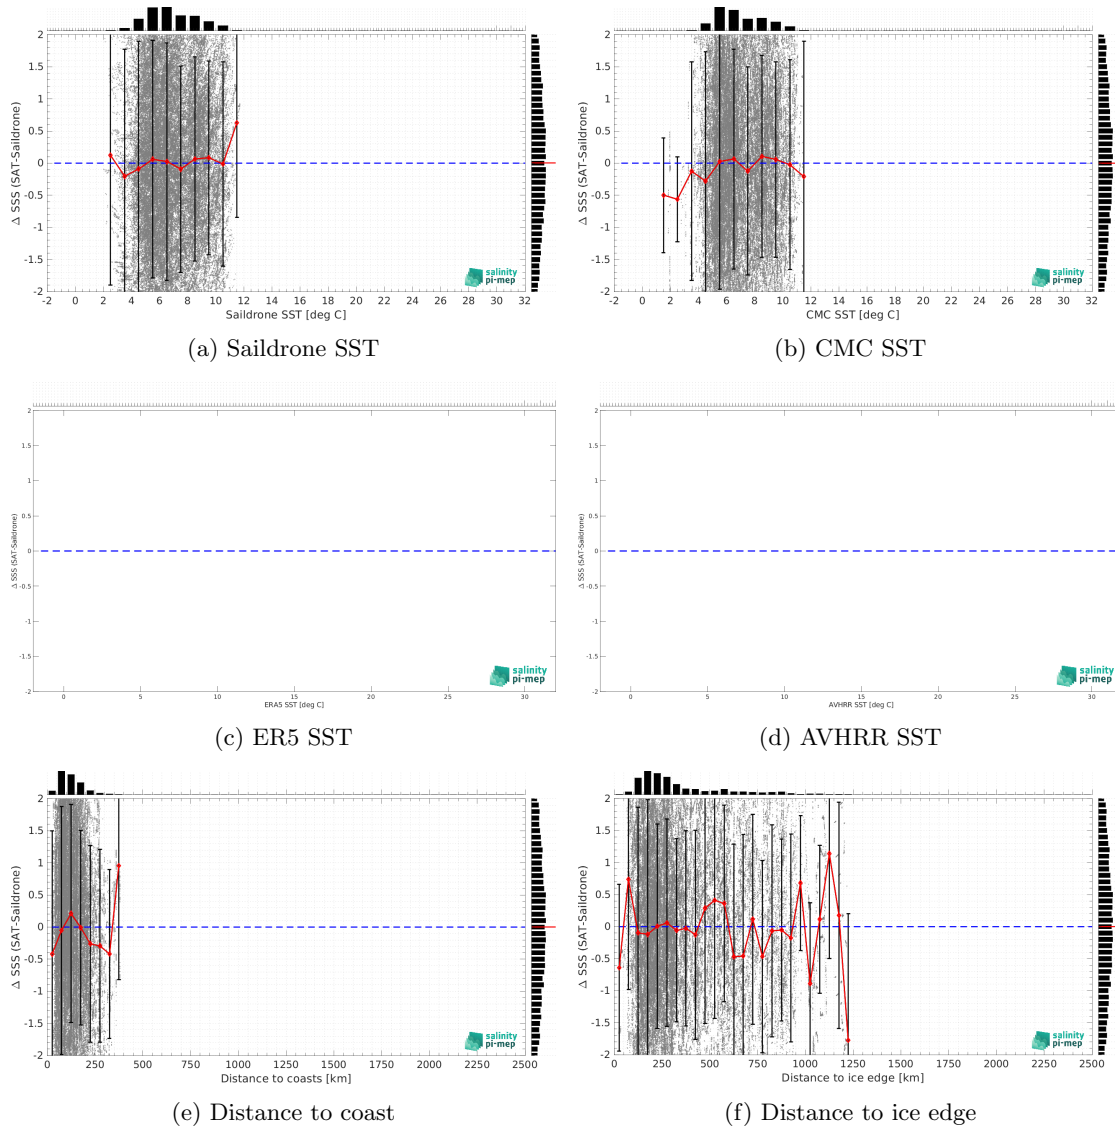 2
1.5
1
0.5
0
-0.5
-1
-1.5
-2
Δ SSS (SAT-Saildrone)
-2 0 2 4 6 8 10 12 14 16 18 20 22 24 26 28 30 32
Saildrone SST [deg C]
salinity
pi-mep
(a) Saildrone SST
2
1.5
1
0.5
0
-0.5
-1
-1.5
-2
Δ SSS (SAT-Saildrone)
-2 0 2 4 6 8 10 12 14 16 18 20 22 24 26 28 30 32
CMC SST [deg C]
salinity
pi-mep
(b) CMC SST
2
1.5
1
0.5
0
-0.5
-1
-1.5
-2
Δ SSS (SAT-Saildrone)
0 5 10 15 20 25 30
ERA5 SST [deg C]
salinity
pi-mep
(c) ER5 SST
2
1.5
1
0.5
0
-0.5
-1
-1.5
-2
Δ SSS (SAT-Saildrone)
0 5 10 15 20 25 30
AVHRR SST [deg C]
salinity
pi-mep
(d) AVHRR SST
2
1.5
1
0.5
0
-0.5
-1
-1.5
-2
Δ SSS (SAT-Saildrone)
0 250 500 750 1000 1250 1500 1750 2000 2250 2500
Distance to coasts [km]
salinity
pi-mep
(e) Distance to coast
2
1.5
1
0.5
0
-0.5
-1
-1.5
-2
Δ SSS (SAT-Saildrone)
0 250 500 750 1000 1250 1500 1750 2000 2250 2500
Distance to ice edge [km]
salinity
pi-mep
(f) Distance to ice edge